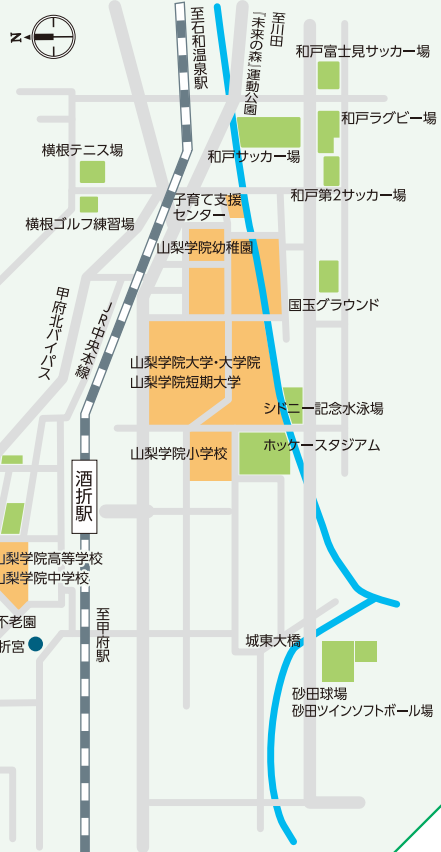 N
至石和温泉駅
至川田
『未来の森』運動公園
和戸富士見サッカー場
和戸ラグビー場
横根テニス場
和戸サッカー場
和戸第2サッカー場
子育て支援
センター
横根ゴルフ練習場
山梨学院幼稚園
甲府北バイパス
JR中央本線
国玉グラウンド
山梨学院大学・大学院
山梨学院短期大学
シドニー記念水泳場
山梨学院小学校
ホッケースタジアム
酒折駅
山梨学院高等学校
山梨学院中学校
至甲府駅
不老園
折宮
城東大橋
砂田球場
砂田ツインソフトボール場